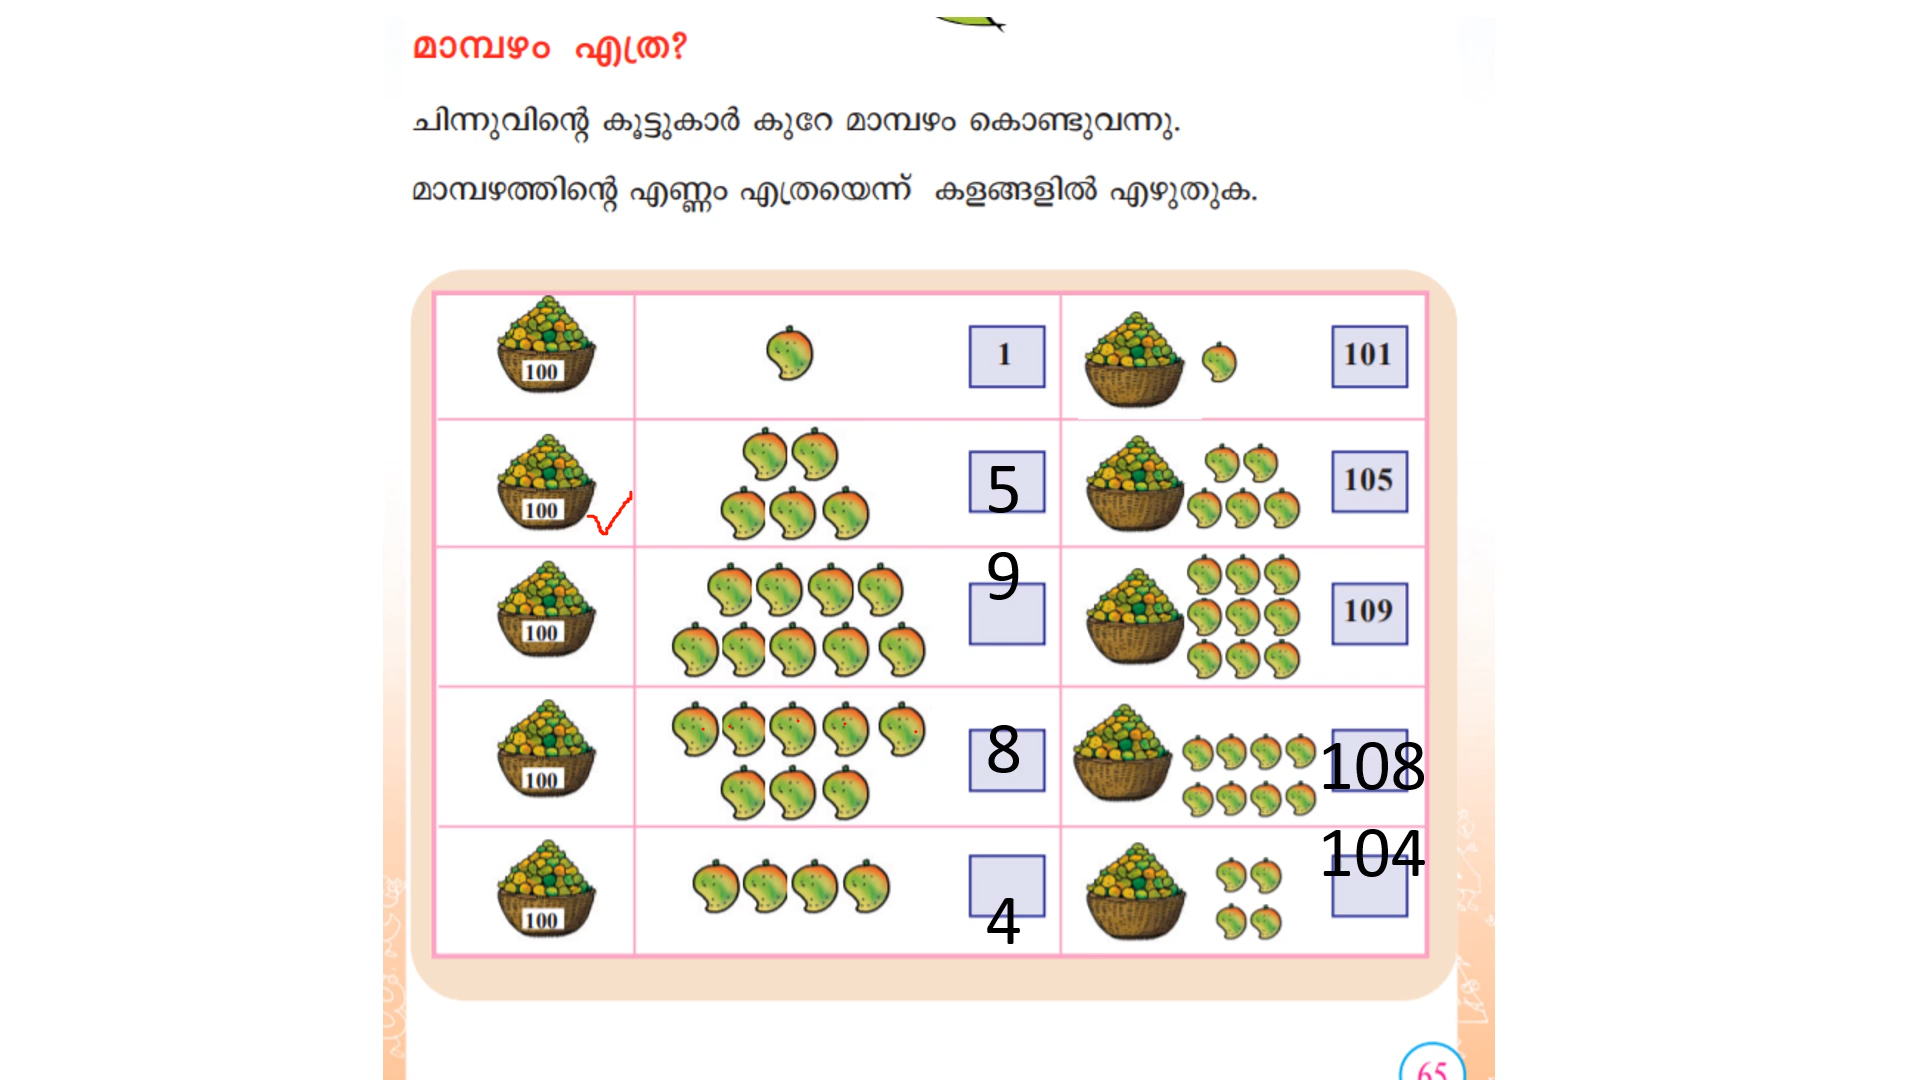 മാമ്പഴം എത്ര?
ചിന്നുവിന്റെ കൂട്ടുകാർ കുറേ മാമ്പഴം കൊണ്ടുവന്നു.
മാമ്പഴത്തിന്റെ എണ്ണം എത്രയെന്ന് കളങ്ങളിൽ എഴുതുക.
100 1 101
100 5 105
100 9 109
100 8 108
100 4 104
65